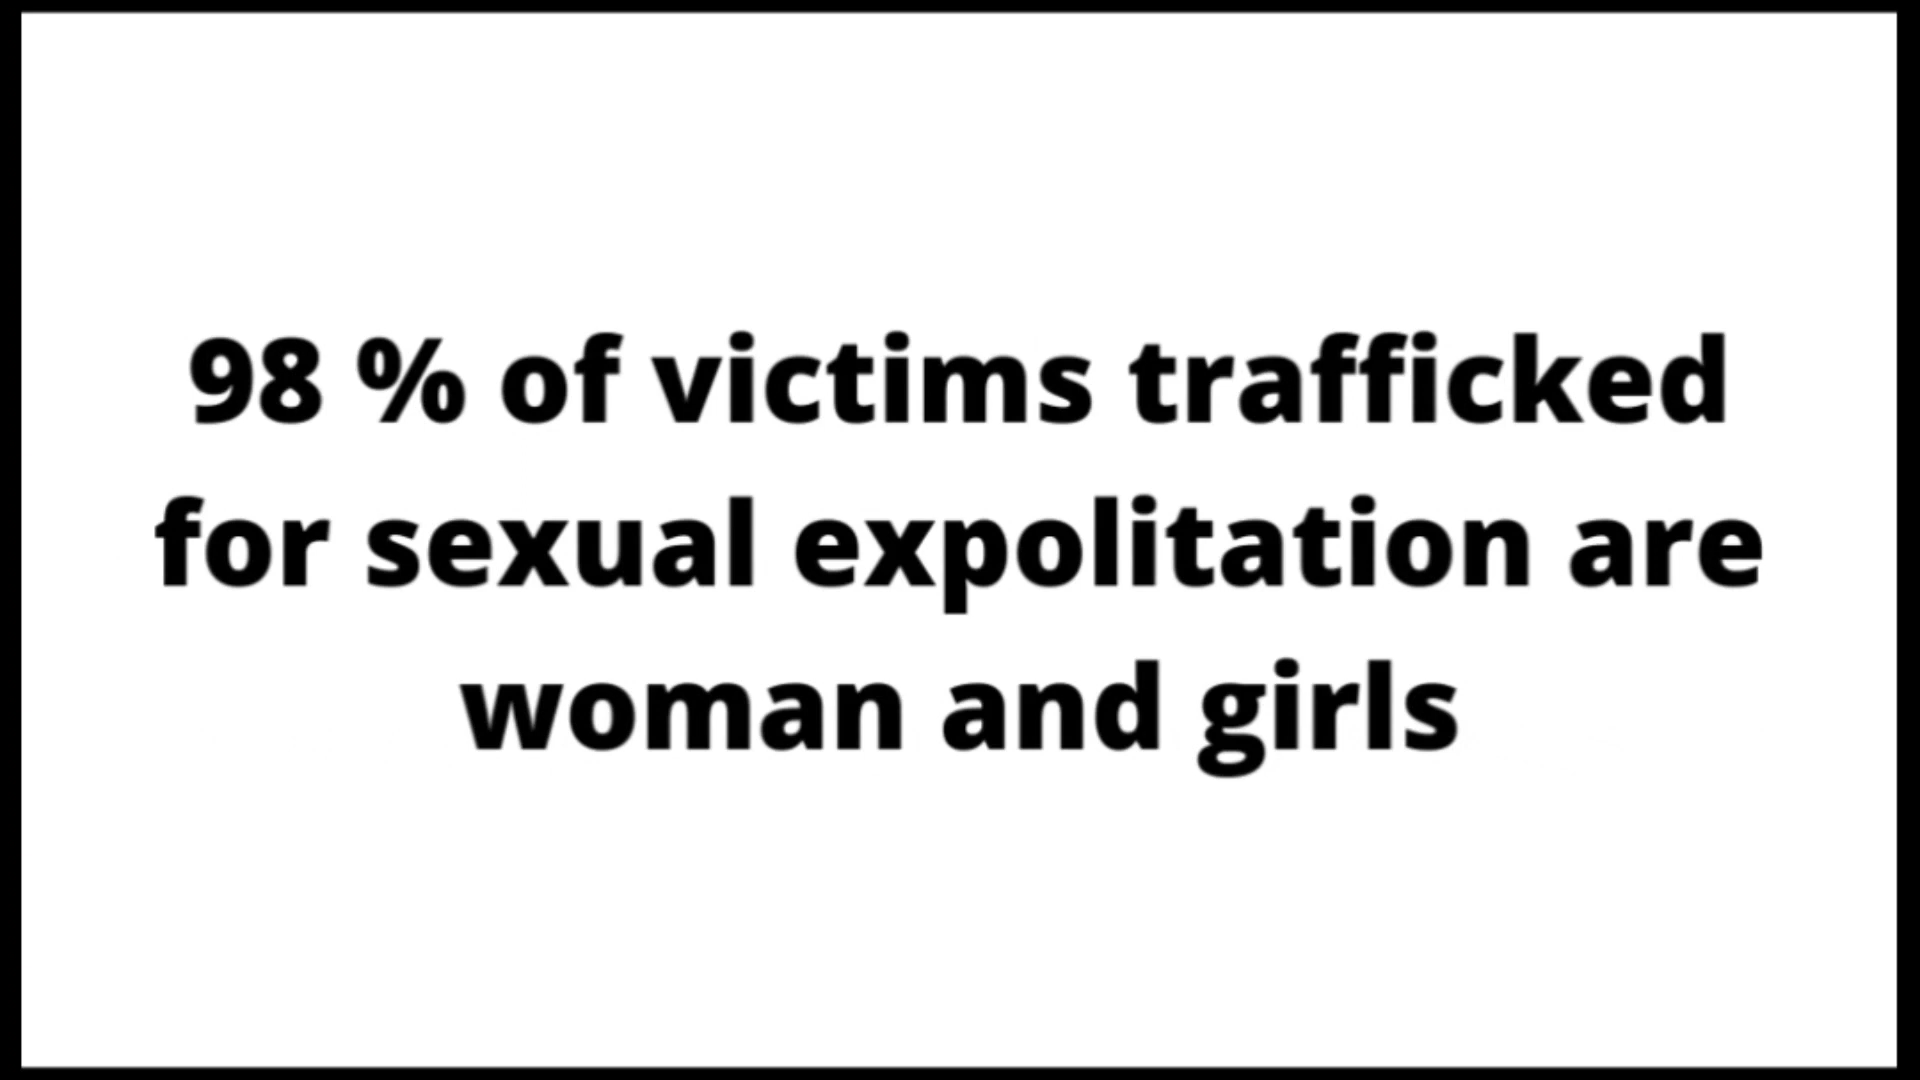 98 % of victims trafficked
for sexual expolitation are
woman and girls